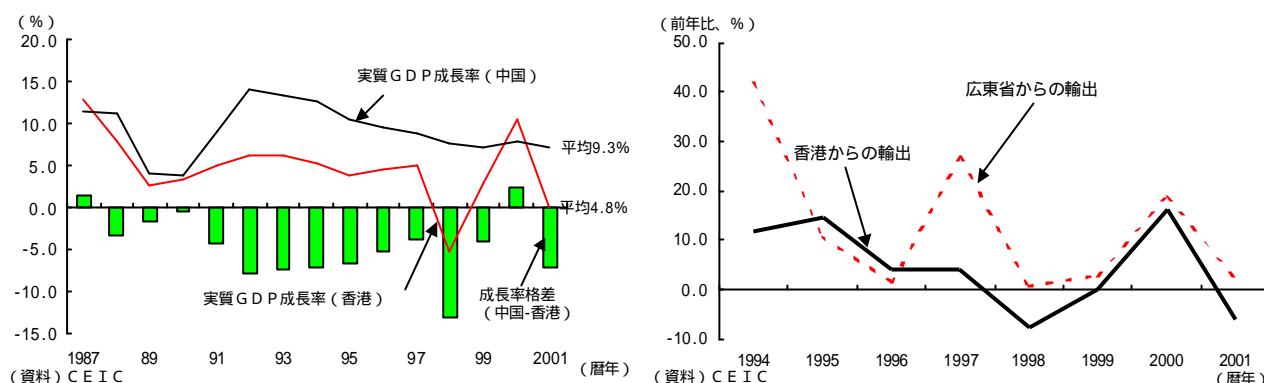 (%)
20.0
15.0
10.0
5.0
0.0
-5.0
-10.0
-15.0
実質GDP成長率(中国)
平均9.3%
平均4.8%
実質GDP成長率(香港)
成長率格差
(中国-香港)
1987 89 91 93 95 97 99 2001
(資料)CEIC (暦年)
(前年比、%)
50.0
40.0
30.0
20.0
10.0
0.0
-10.0
広東省からの輸出
香港からの輸出
1994 1995 1996 1997 1998 1999 2000 2001
(資料)CEIC (暦年)